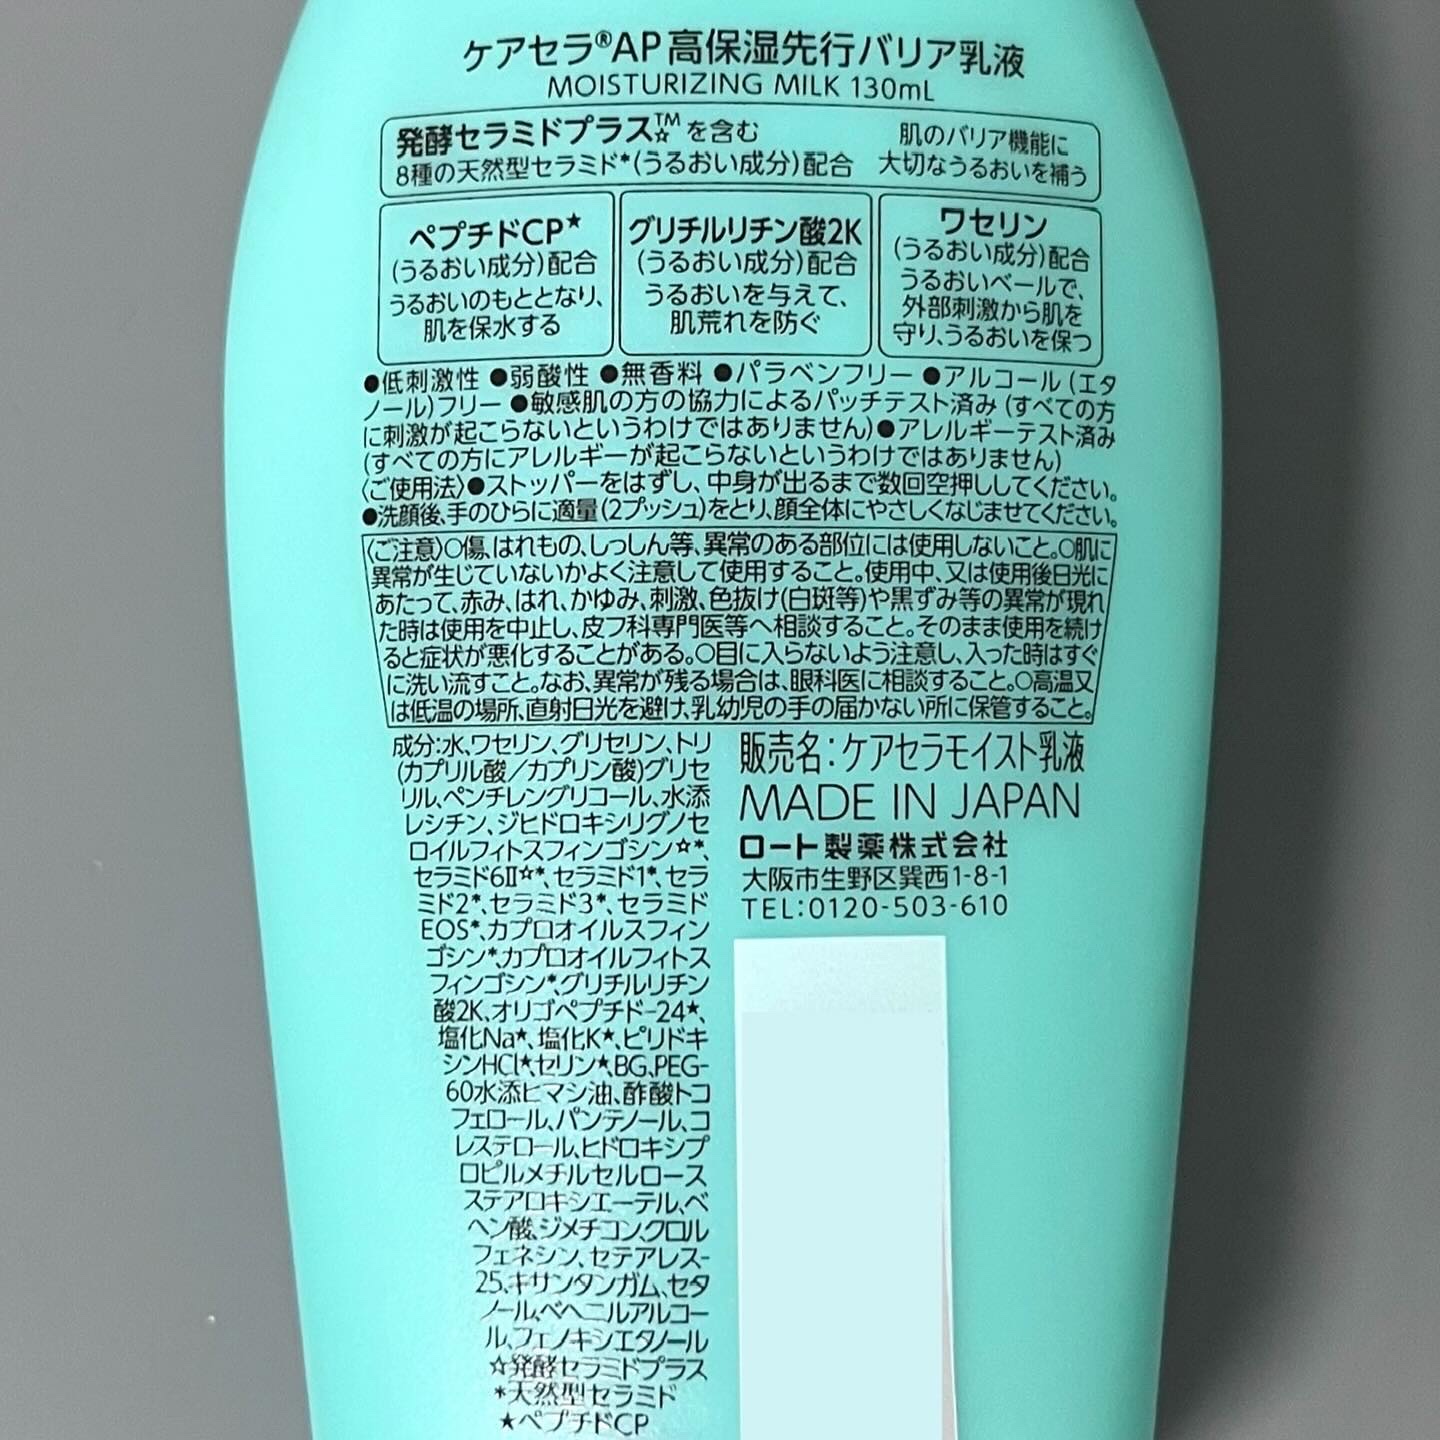 ケアセラ®AP高保湿先行バリア乳液
MOISTURIZING MILK 130mL
発酵セラミドプラス™☆を含む
8種の天然型セラミド*(うるおい成分)配合
肌のバリア機能に
大切なうるおいを補う
ペプチドCP★
(うるおい成分)配合
うるおいのもととなり、
肌を保水する
グリチルリチン酸2K
(うるおい成分)配合
うるおいを与えて、
肌荒れを防ぐ
ワセリン
(うるおい成分)配合
うるおいベールで、
外部刺激から肌を
守り、うるおいを保つ
●低刺激性 ●弱酸性 ●無香料 ●パラベンフリー ●アルコール(エタ
ノール)フリー ●敏感肌の方の協力によるパッチテスト済み(すべての方
に刺激が起こらないというわけではありません)●アレルギーテスト済み
(すべての方にアレルギーが起こらないというわけではありません)
〈ご使用法〉●ストッパーをはずし、中身が出るまで数回空押ししてください。
●洗顔後、手のひらに適量(2プッシュ)をとり、顔全体にやさしくなじませてください。
〈ご注意〉○傷、はれもの、しっしん等、異常のある部位には使用しないこと。○肌に
異常が生じていないかよく注意して使用すること。使用中、又は使用後日光に
あたって、赤み、はれ、かゆみ、刺激、色抜け(白斑等)や黒ずみ等の異常が現れ
た時は使用を中止し、皮フ科専門医等へ相談すること。そのまま使用を続け
ると症状が悪化することがある。○目に入らないよう注意し、入った時はすぐ
に洗い流すこと。なお、異常が残る場合は、眼科医に相談すること。○高温又
は低温の場所、直射日光を避け、乳幼児の手の届かない所に保管すること。
成分:水、ワセリン、グリセリン、トリ
(カプリル酸/カプリン酸)グリセ
リル、ペンチレングリコール、水添
レシチン、ジヒドロキシリグノセ
ロイルフィトスフィンゴシン☆*、
セラミド6II☆*、セラミド1*、セラ
ミド2*、セラミド3*、セラミド
EOS*、カプロオイルスフィン
ゴシン*、カプロオイルフィトス
フィンゴシン*、グリチルリチン
酸2K、オリゴペプチド-24★、
塩化Na★、塩化K★、ピリドキ
シンHCl★、セリン★、BG、PEG-
60水添ヒマシ油、酢酸トコ
フェロール、パンテノール、コ
レステロール、ヒドロキシプ
ロピルメチルセルロース
ステアロキシエーテル、ベ
ヘン酸、ジメチコン、クロル
フェネシン、セテアレス-
25、キサンタンガム、セタ
ノール、ベヘニルアルコー
ル、フェノキシエタノール
☆発酵セラミドプラス
*天然型セラミド
★ペプチドCP
販売名:ケアセラモイスト乳液
MADE IN JAPAN
ロート製薬株式会社
大阪市生野区巽西1-8-1
TEL:0120-503-610